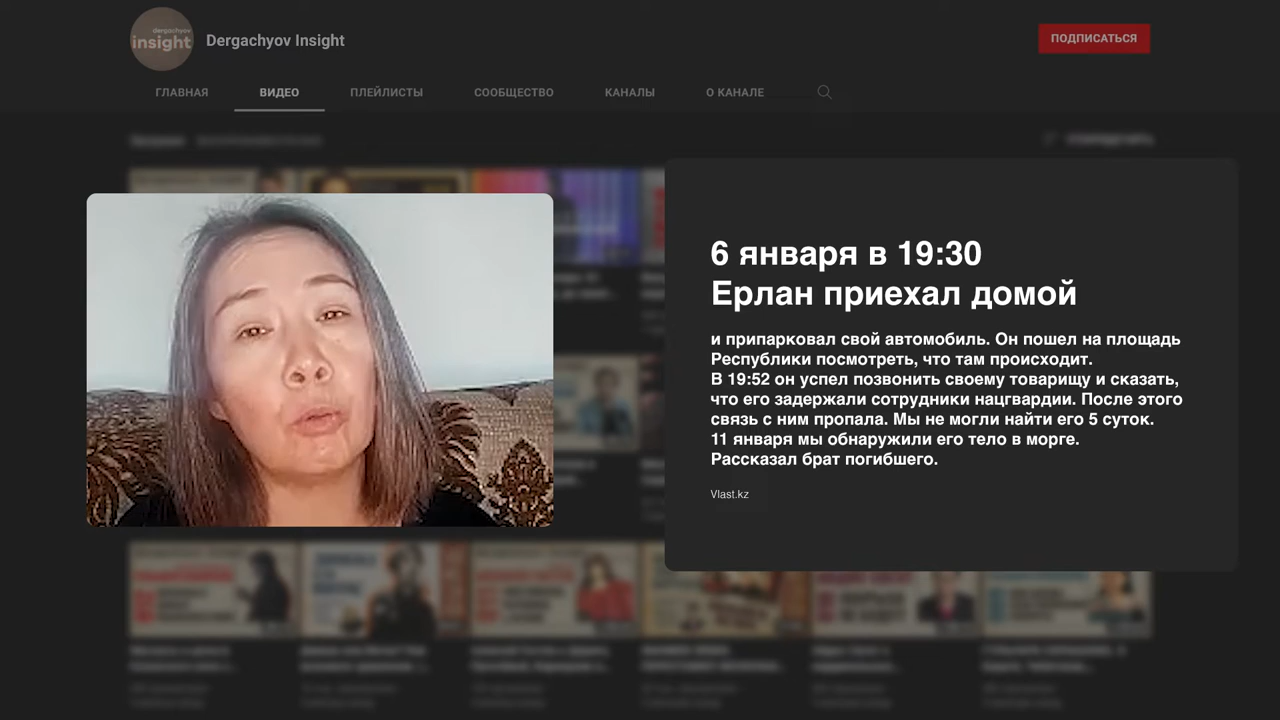 dergachyov
insight
Dergachyov Insight
ПОДПИСАТЬСЯ
ГЛАВНАЯ
ВИДЕО
ПЛЕЙЛИСТЫ
СООБЩЕСТВО
КАНАЛЫ
О КАНАЛЕ
6 января в 19:30
Ерлан приехал домой
и припарковал свой автомобиль. Он пошел на площадь
Республики посмотреть, что там происходит.
В 19:52 он успел позвонить своему товарищу и сказать,
что его задержали сотрудники нацгвардии. После этого
связь с ним пропала. Мы не могли найти его 5 суток.
11 января мы обнаружили его тело в морге.
Рассказал брат погибшего.
Vlast.kz